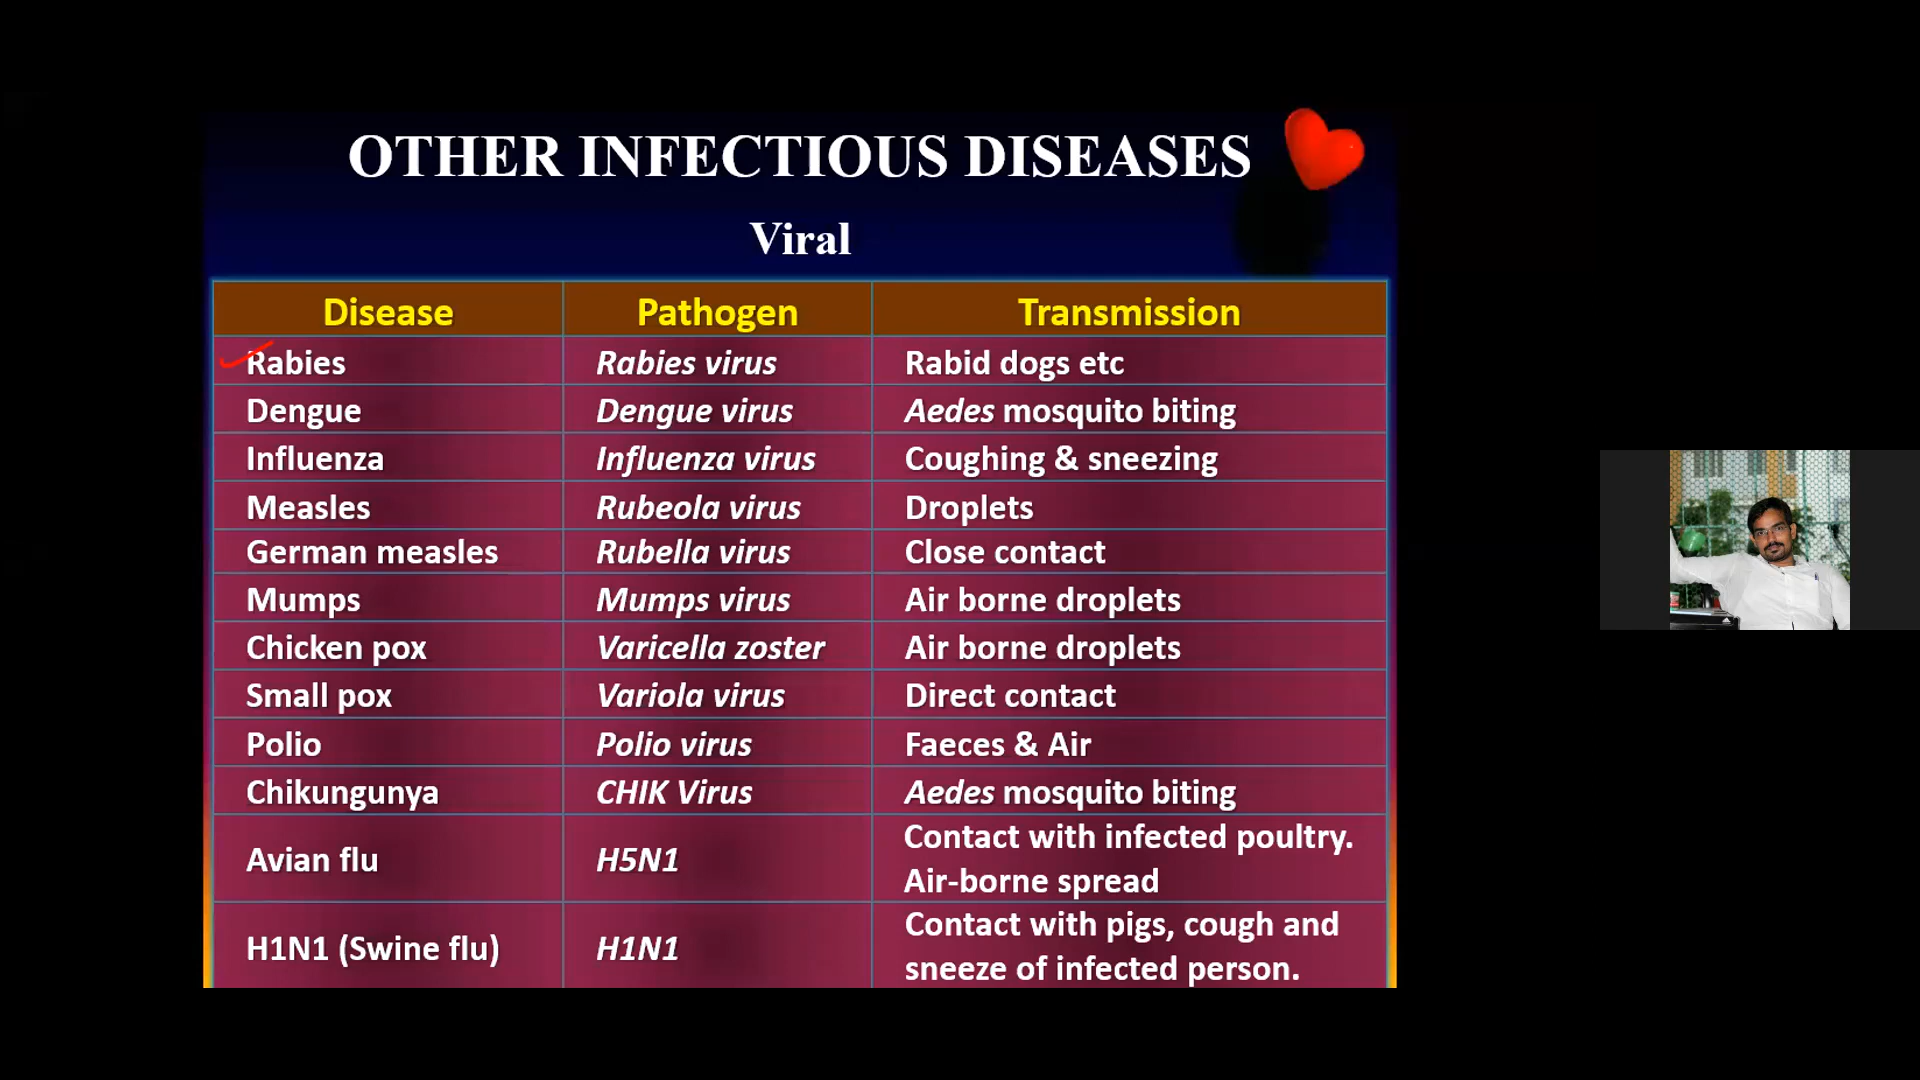 OTHER INFECTIOUS DISEASES
Viral
Disease Pathogen Transmission
Rabies Rabies virus Rabid dogs etc
Dengue Dengue virus Aedes mosquito biting
Influenza Influenza virus Coughing & sneezing
Measles Rubeola virus Droplets
German measles Rubella virus Close contact
Mumps Mumps virus Air borne droplets
Chicken pox Varicella zoster Air borne droplets
Small pox Variola virus Direct contact
Polio Polio virus Faeces & Air
Chikungunya CHIK Virus Aedes mosquito biting
Avian flu H5N1 Contact with infected poultry.
Air-borne spread
H1N1 (Swine flu) H1N1 Contact with pigs, cough and
sneeze of infected person.